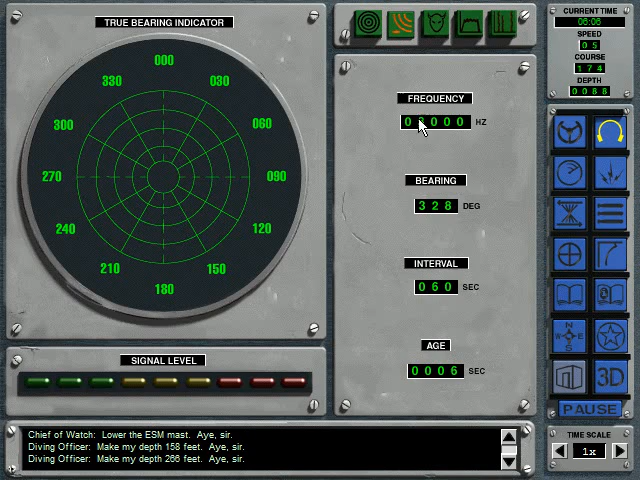 TRUE BEARING INDICATOR
000
330
030
300
060
270
090
240
120
210
150
180
SIGNAL LEVEL
FREQUENCY
HZ
BEARING
328 DEG
INTERVAL
060 SEC
AGE
0006 SEC
CURRENT TIME
06:06
SPEED
05
COURSE
174
DEPTH
0088
N
W E
S
3D
PAUSE
TIME SCALE
1x
Chief of Watch: Lower the ESM mast. Aye, sir.
Diving Officer: Make my depth 158 feet. Aye, sir.
Diving Officer: Make my depth 266 feet. Aye, sir.